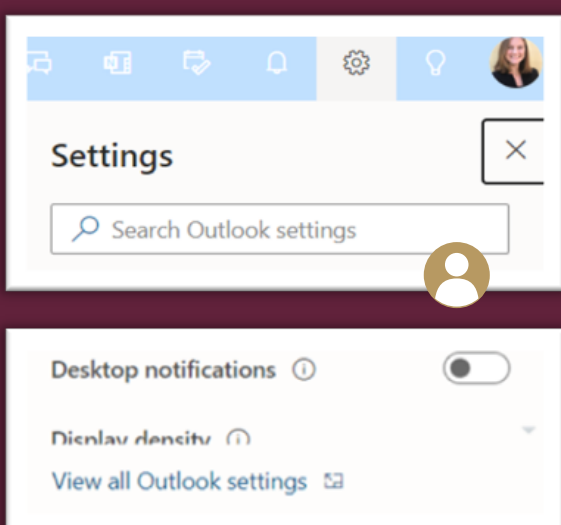 Settings
Search Outlook settings
Desktop notifications
Display density
View all Outlook settings